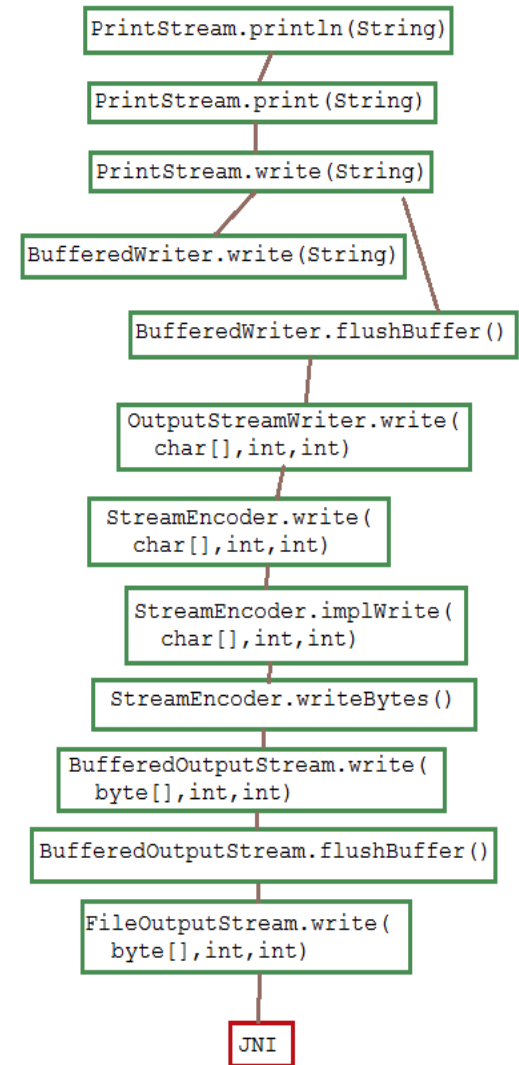 PrintStream.println(String)
PrintStream.print(String)
PrintStream.write(String)
BufferedWriter.write(String)
BufferedWriter.flushBuffer()
OutputStreamWriter.write(
char[],int,int)
StreamEncoder.write(
char[],int,int)
StreamEncoder.implWrite(
char[],int,int)
StreamEncoder.writeBytes()
BufferedOutputStream.write(
byte[],int,int)
BufferedOutputStream.flushBuffer()
FileOutputStream.write(
byte[],int,int)
JNI